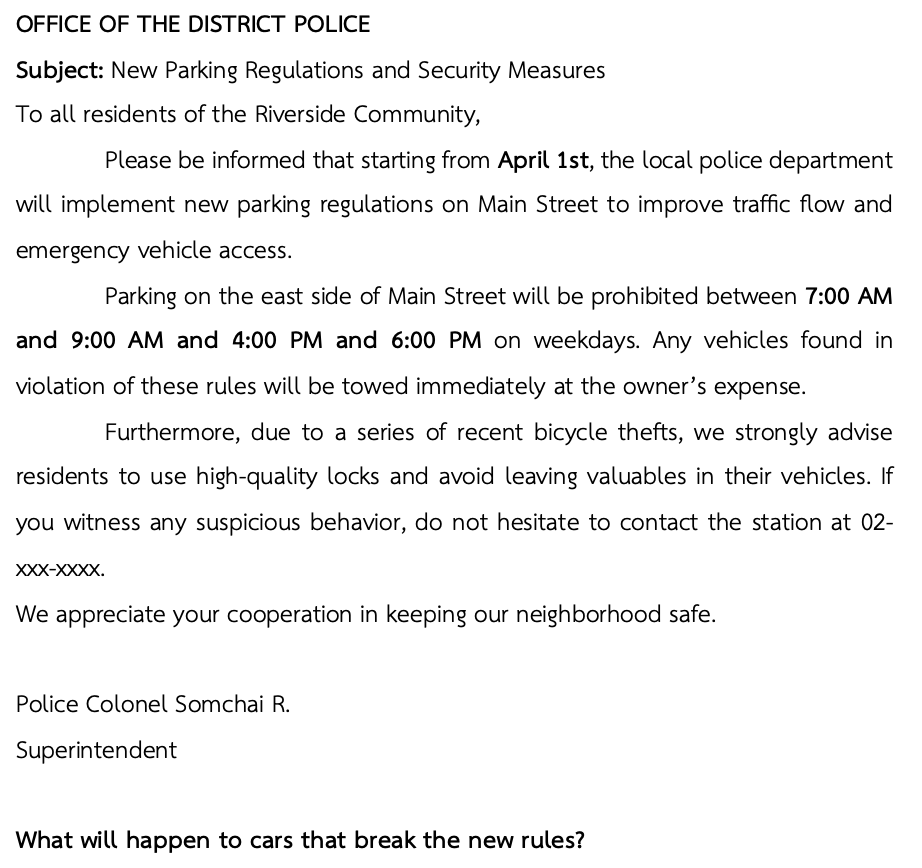 OFFICE OF THE DISTRICT POLICE
Subject: New Parking Regulations and Security Measures
To all residents of the Riverside Community,
Please be informed that starting from April 1st, the local police department
will implement new parking regulations on Main Street to improve traffic flow and
emergency vehicle access.
Parking on the east side of Main Street will be prohibited between 7:00 AM
and 9:00 AM and 4:00 PM and 6:00 PM on weekdays. Any vehicles found in
violation of these rules will be towed immediately at the owner’s expense.
Furthermore, due to a series of recent bicycle thefts, we strongly advise
residents to use high-quality locks and avoid leaving valuables in their vehicles. If
you witness any suspicious behavior, do not hesitate to contact the station at 02-
xxx-xxxx.
We appreciate your cooperation in keeping our neighborhood safe.
Police Colonel Somchai R.
Superintendent
What will happen to cars that break the new rules?